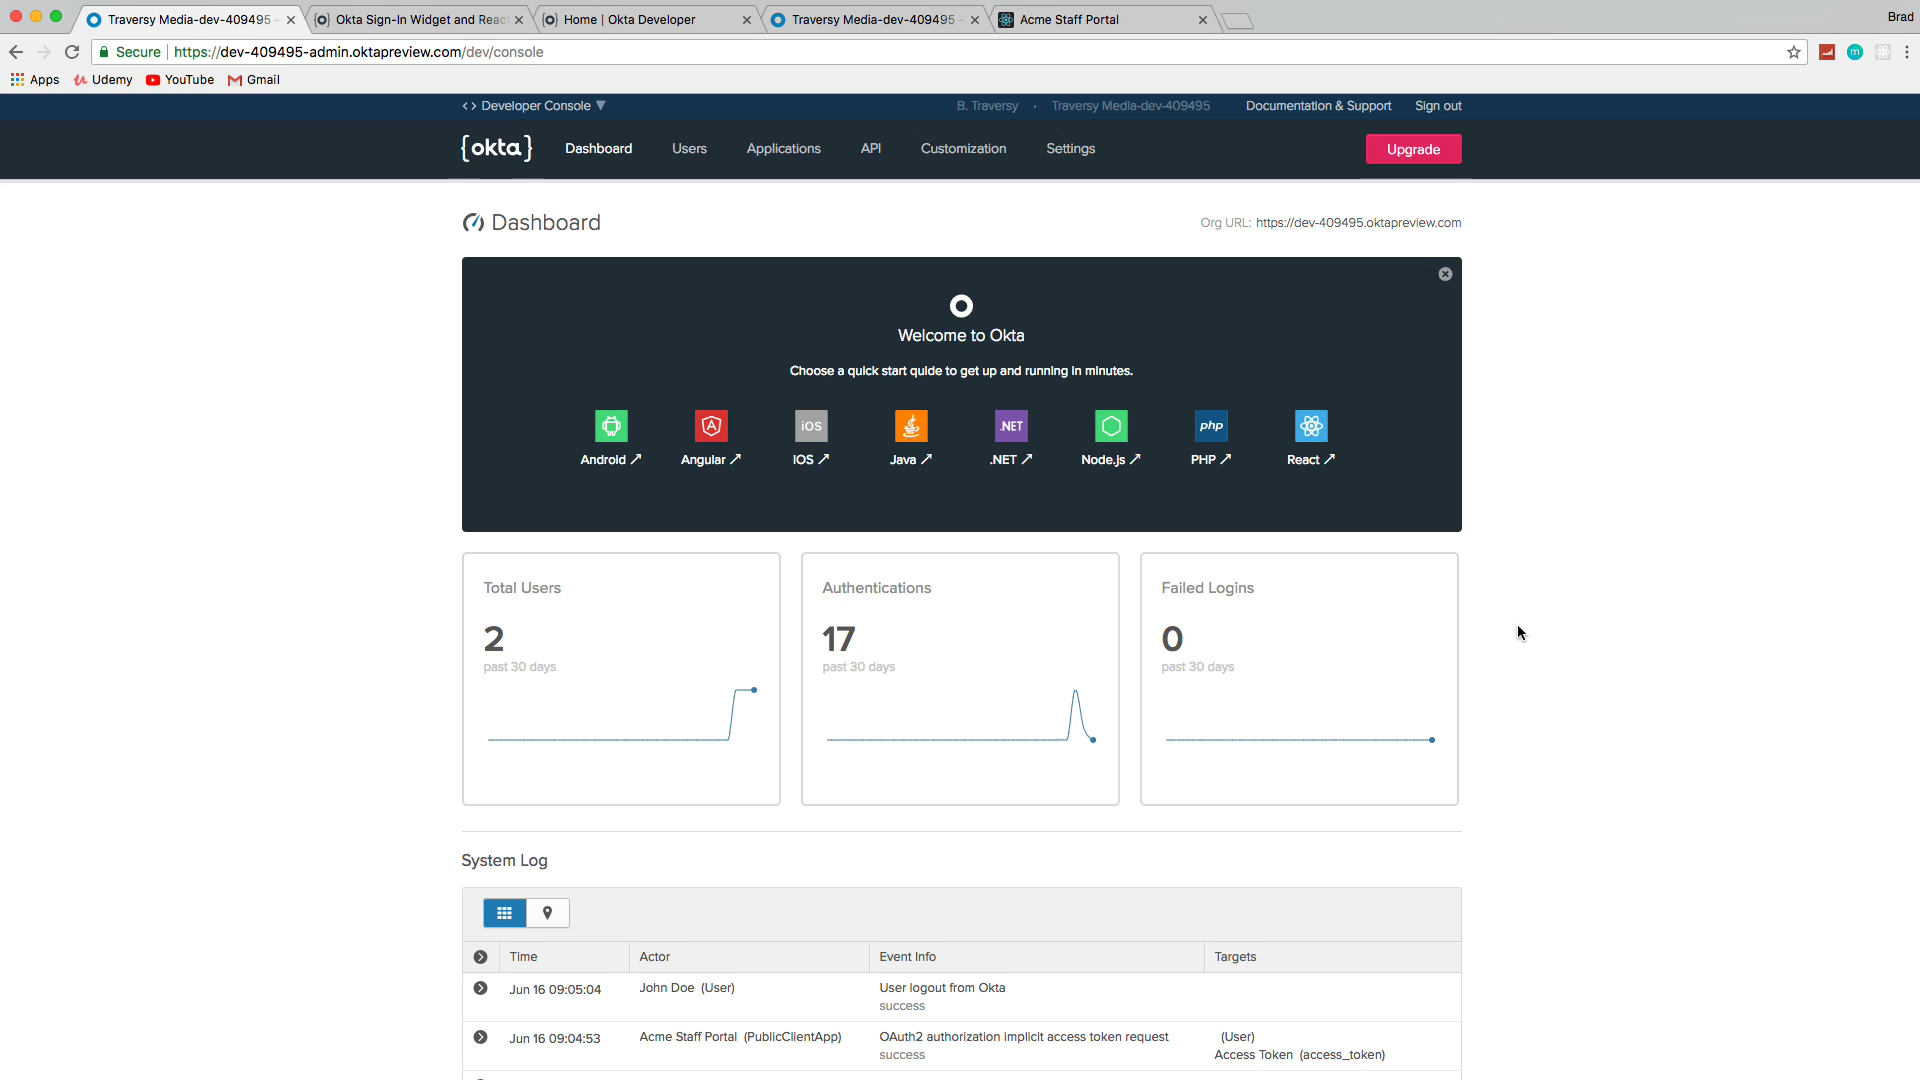 Traversy Media-dev-409495 -
Okta Sign-In Widget and Reac
Home | Okta Developer
Traversy Media-dev-409495 -
Acme Staff Portal
Brad
Secure
https://dev-409495-admin.oktapreview.com/dev/console
m
Apps
Udemy
YouTube
Gmail
<> Developer Console
B. Traversy · Traversy Media-dev-409495
Documentation & Support
Sign out
{okta}
Dashboard
Users
Applications
API
Customization
Settings
Upgrade
Dashboard
Org URL: https://dev-409495.oktapreview.com
Welcome to Okta
Choose a quick start guide to get up and running in minutes.
iOS
.NET
php
Android
Angular
iOS
Java
.NET
Node.js
PHP
React
Total Users
2
past 30 days
Authentications
17
past 30 days
Failed Logins
0
past 30 days
System Log
Time
Actor
Event Info
Targets
Jun 16 09:05:04
John Doe (User)
User logout from Okta
success
Jun 16 09:04:53
Acme Staff Portal (PublicClientApp)
OAuth2 authorization implicit access token request
success
(User)
Access Token (access_token)